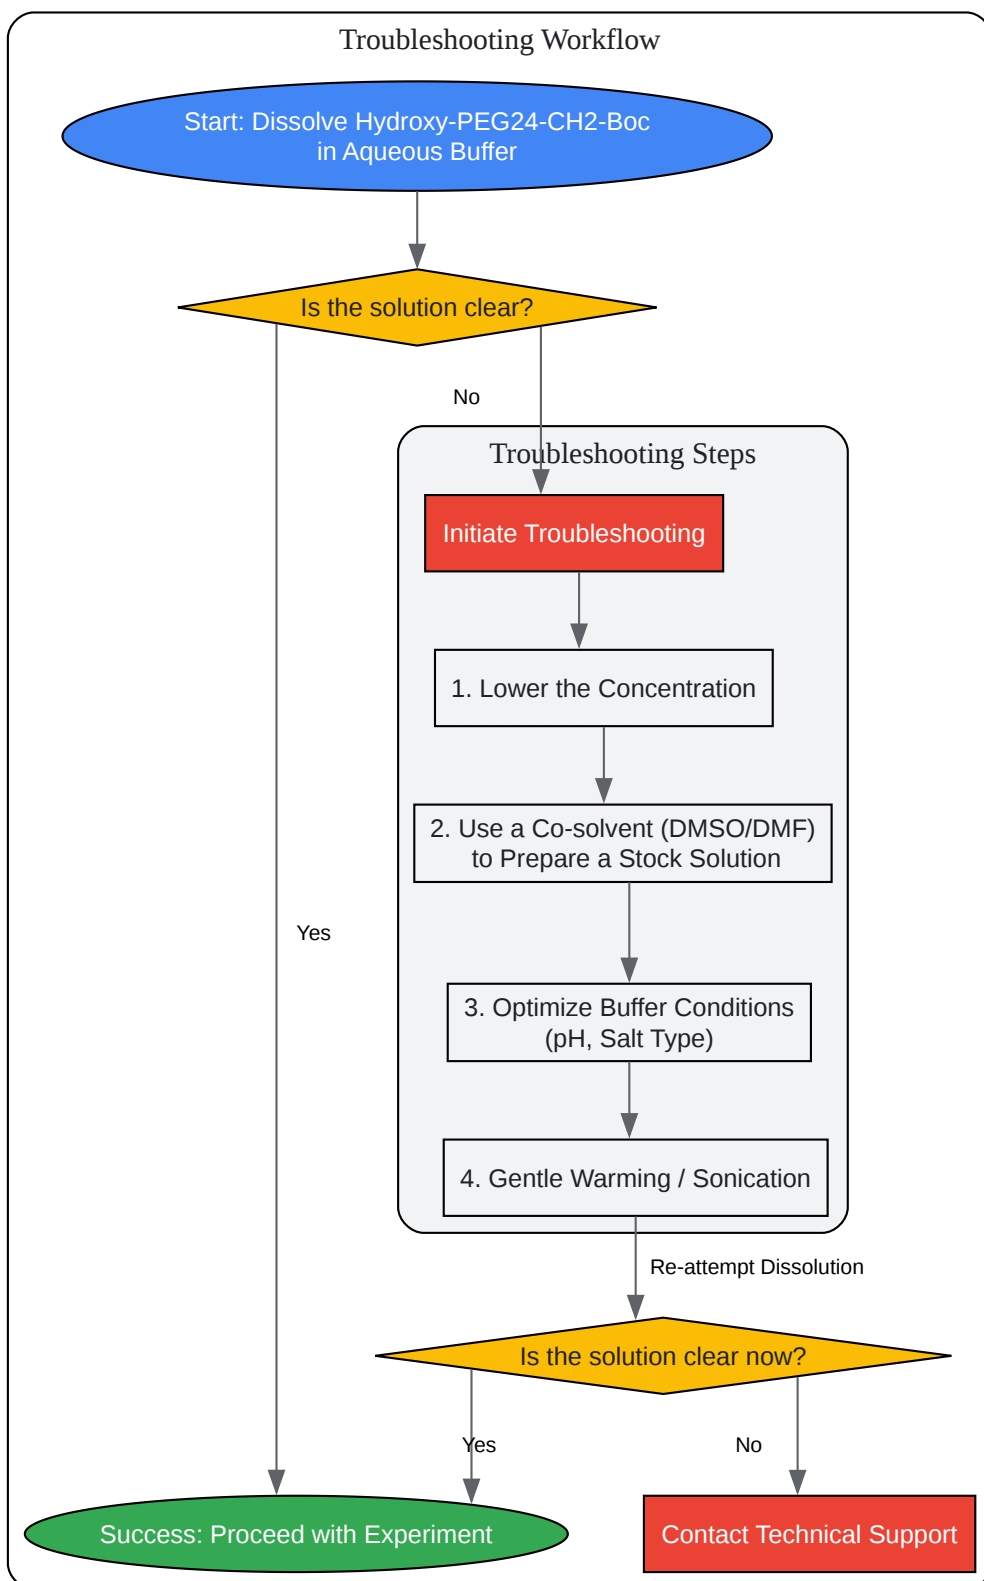 Troubleshooting Workflow
Start: Dissolve Hydroxy-PEG24-CH2-Boc
in Aqueous Buffer
Is the solution clear?
No
Troubleshooting Steps
Initiate Troubleshooting
1. Lower the Concentration
2. Use a Co-solvent (DMSO/DMF)
to Prepare a Stock Solution
Yes
3. Optimize Buffer Conditions
(pH, Salt Type)
4. Gentle Warming / Sonication
Re-attempt Dissolution
Is the solution clear now?
Yes
No
Success: Proceed with Experiment
Contact Technical Support